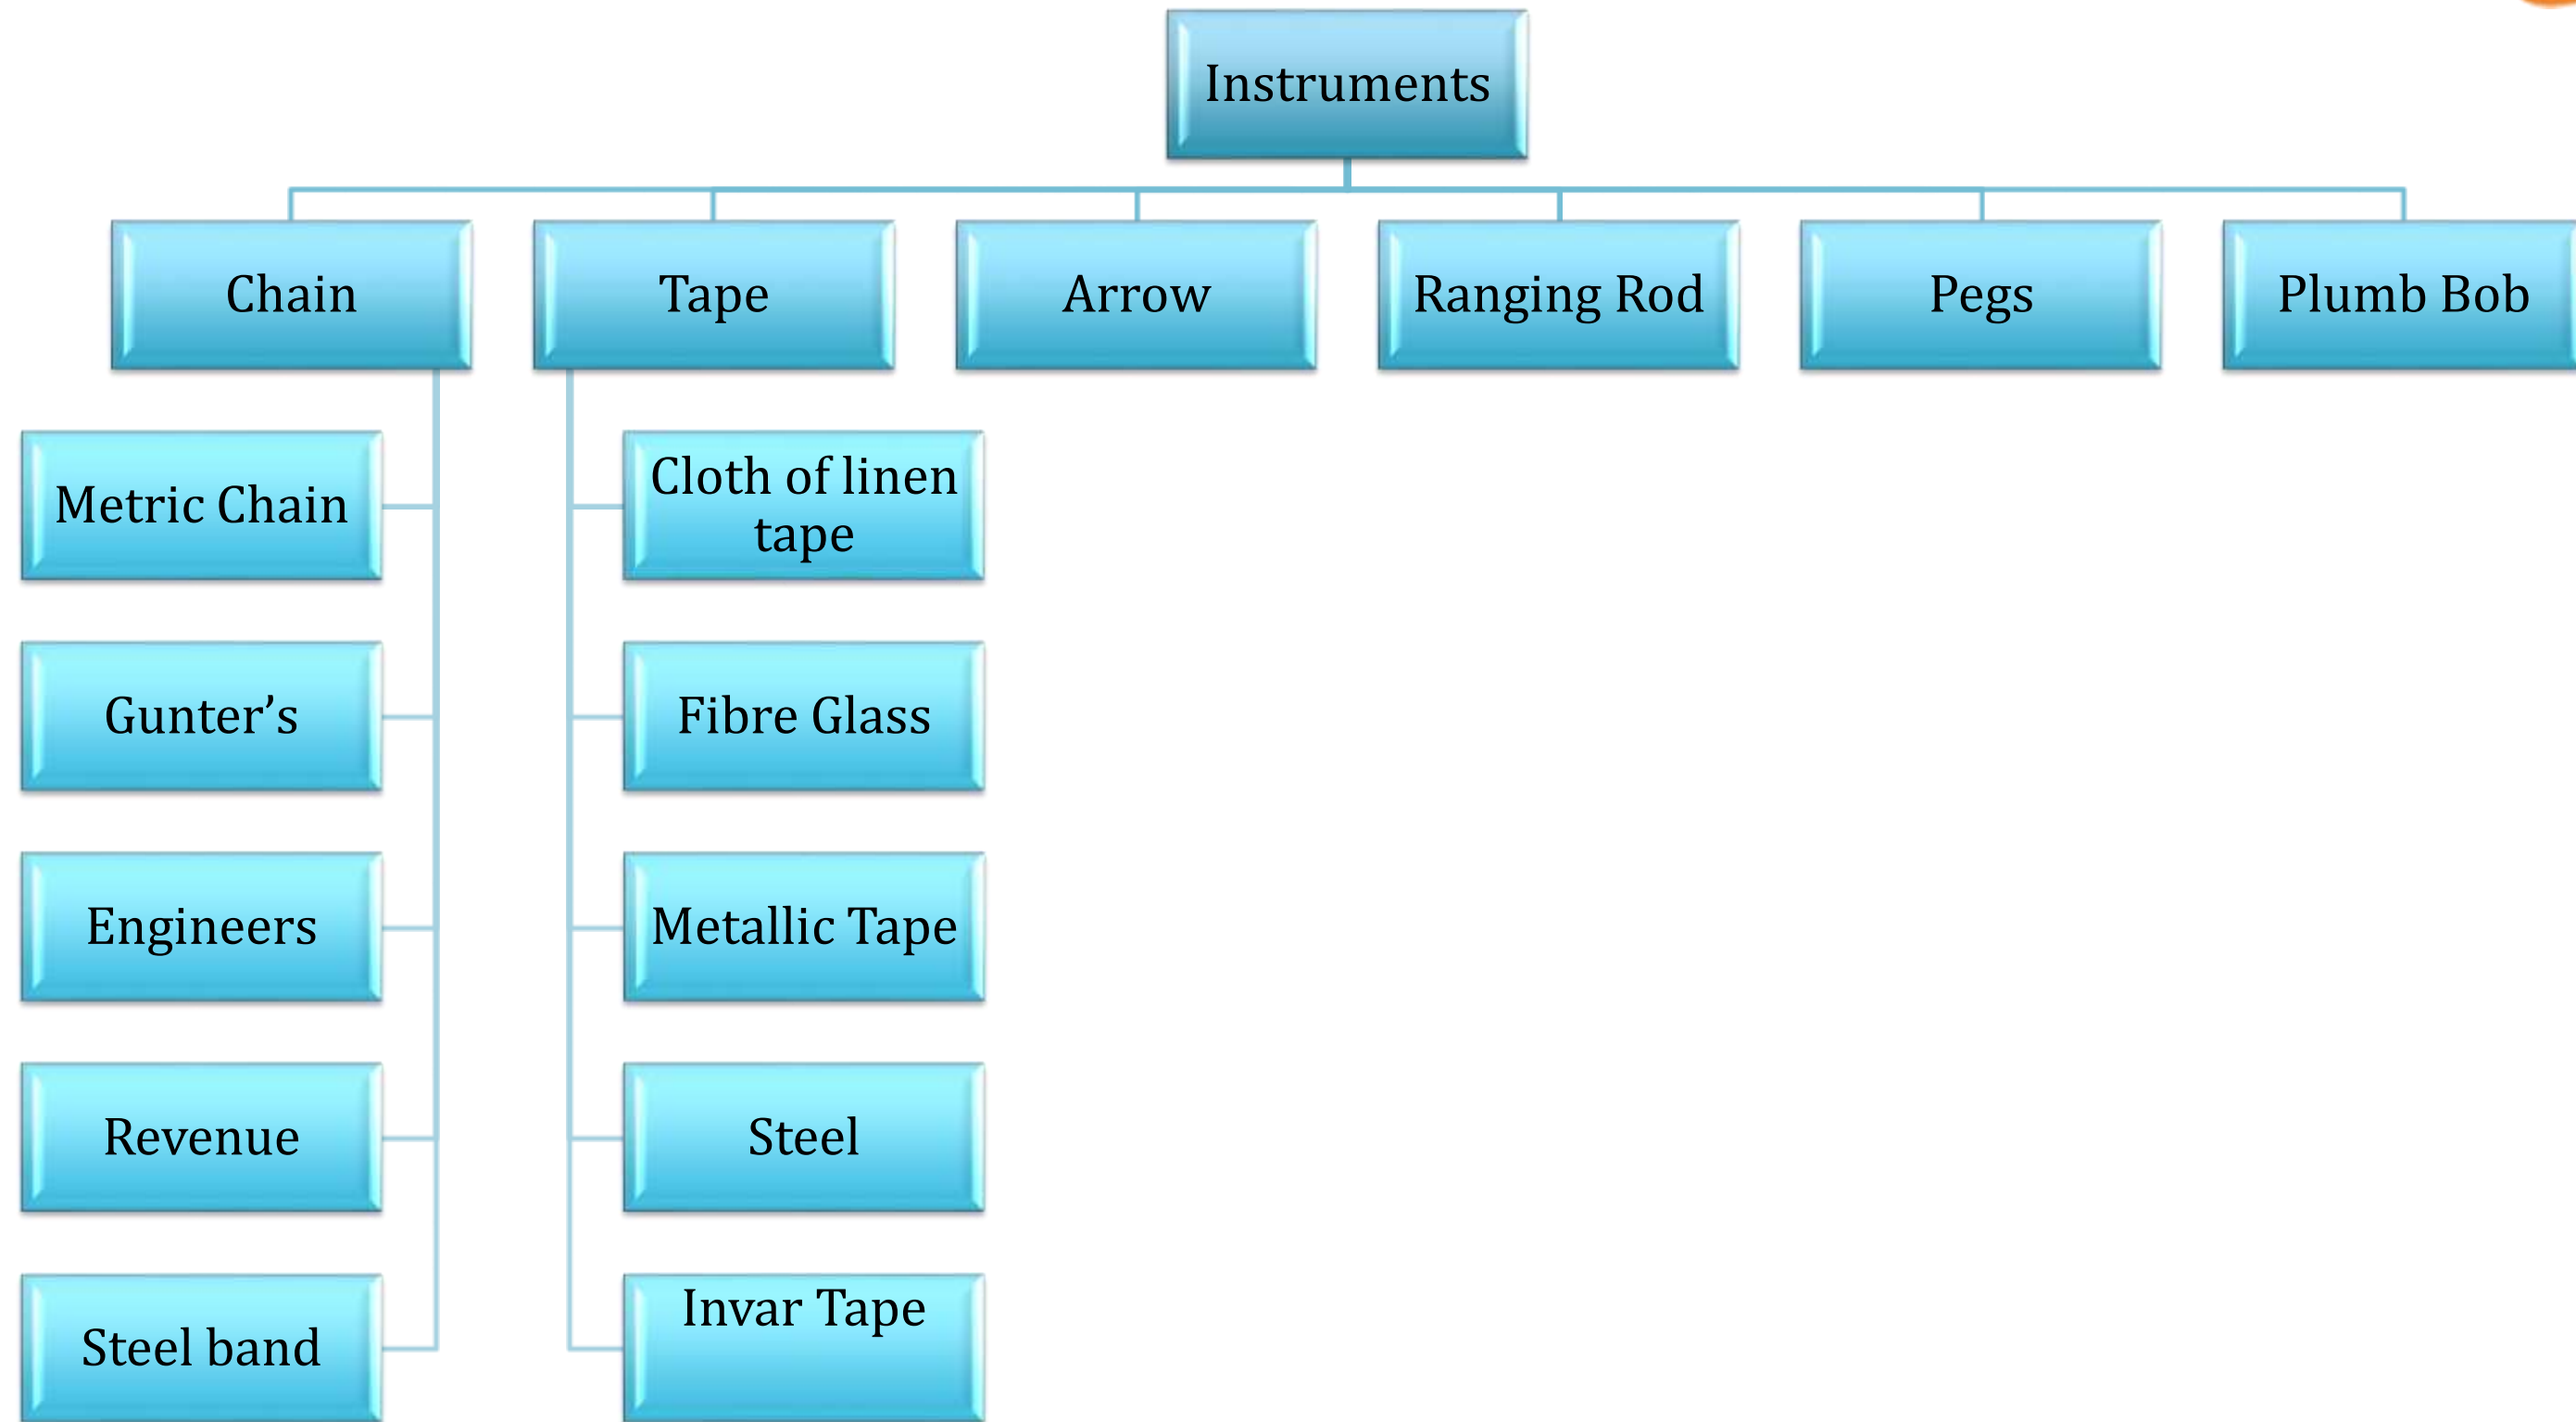 Instruments
Chain
Tape
Arrow
Ranging Rod
Pegs
Plumb Bob
Metric Chain
Gunter’s
Engineers
Revenue
Steel band
Cloth of linen
tape
Fibre Glass
Metallic Tape
Steel
Invar Tape